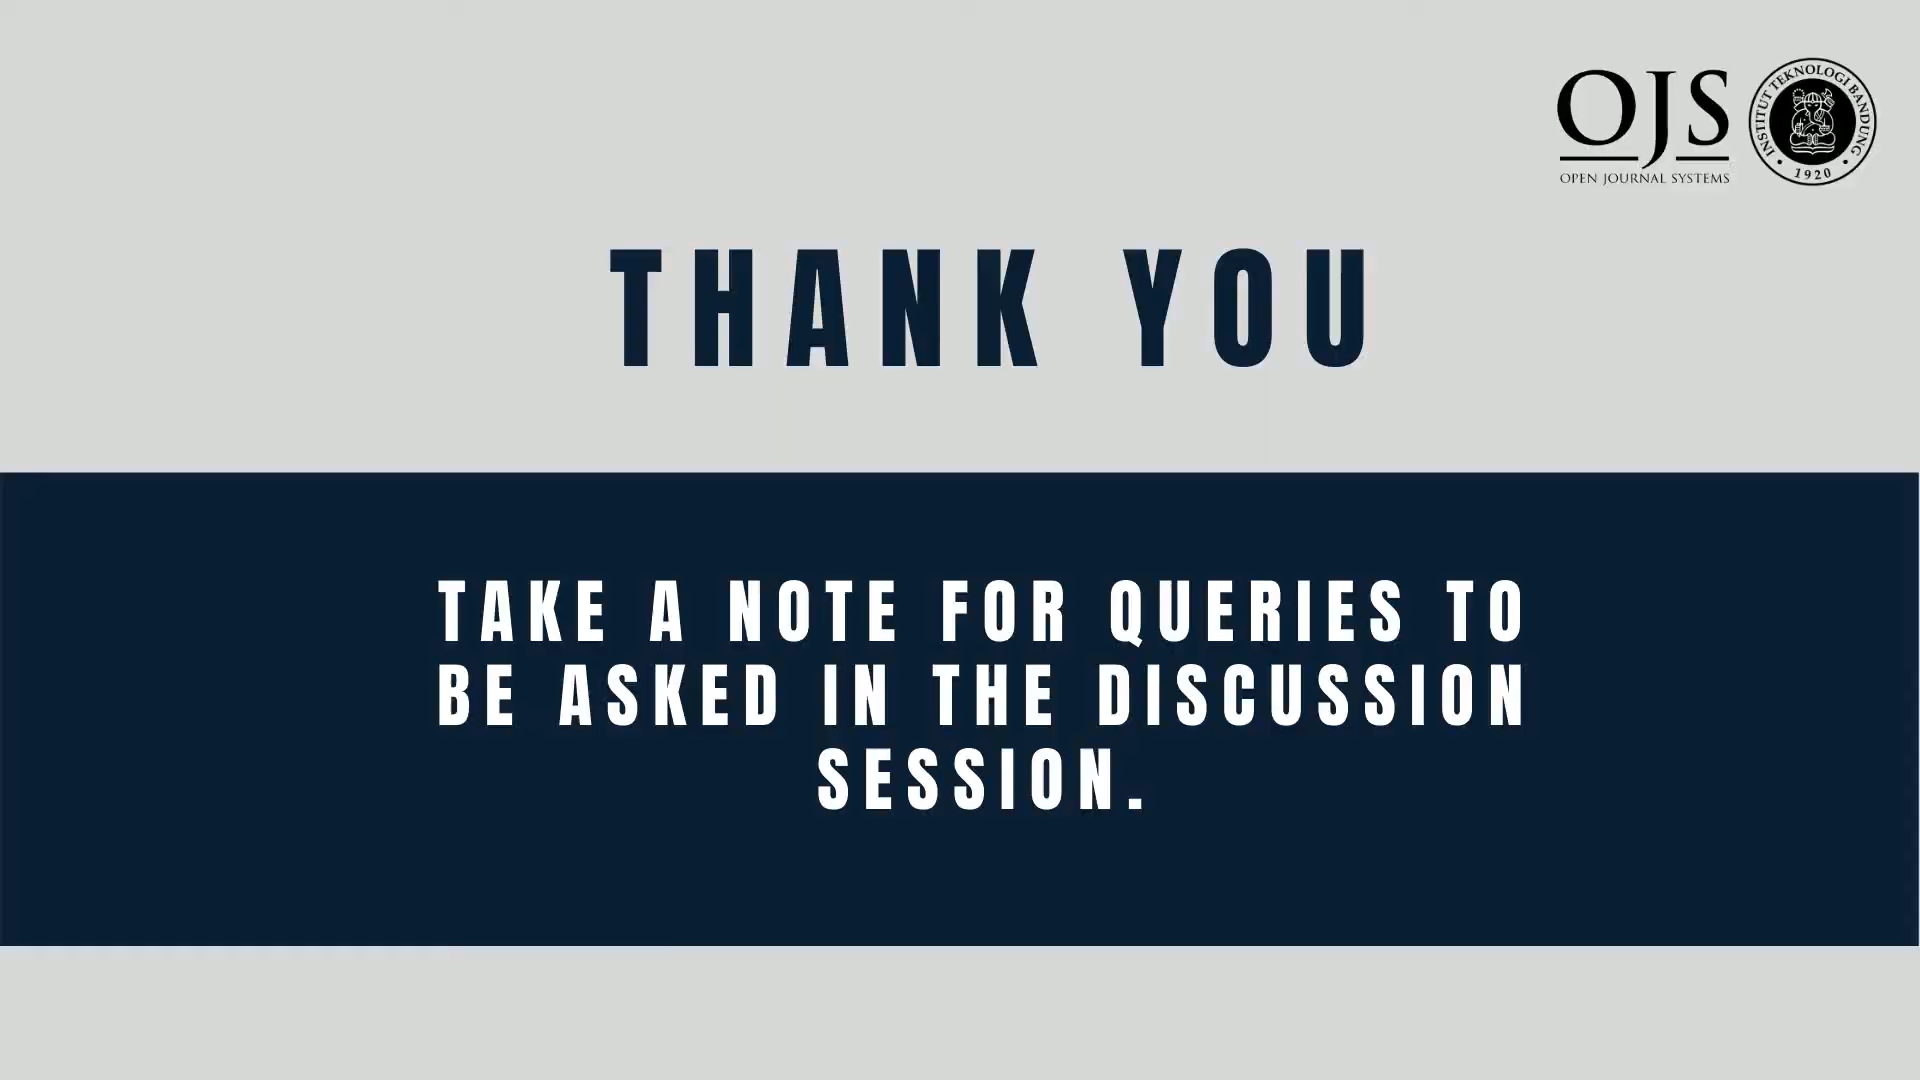 OJS
OPEN JOURNAL SYSTEMS
INSTITUT TEKNOLOGI BANDUNG
1920
THANK YOU
TAKE A NOTE FOR QUERIES TO
BE ASKED IN THE DISCUSSION
SESSION.